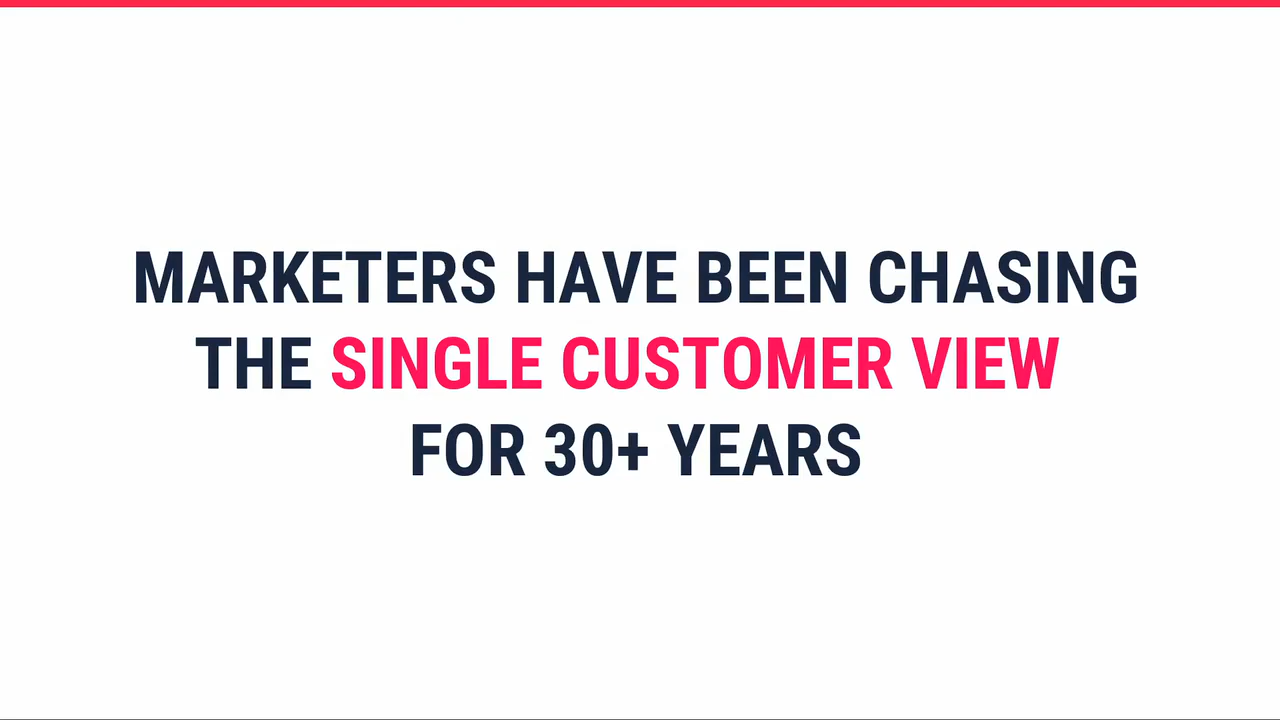 MARKETERS HAVE BEEN CHASING
THE SINGLE CUSTOMER VIEW
FOR 30+ YEARS